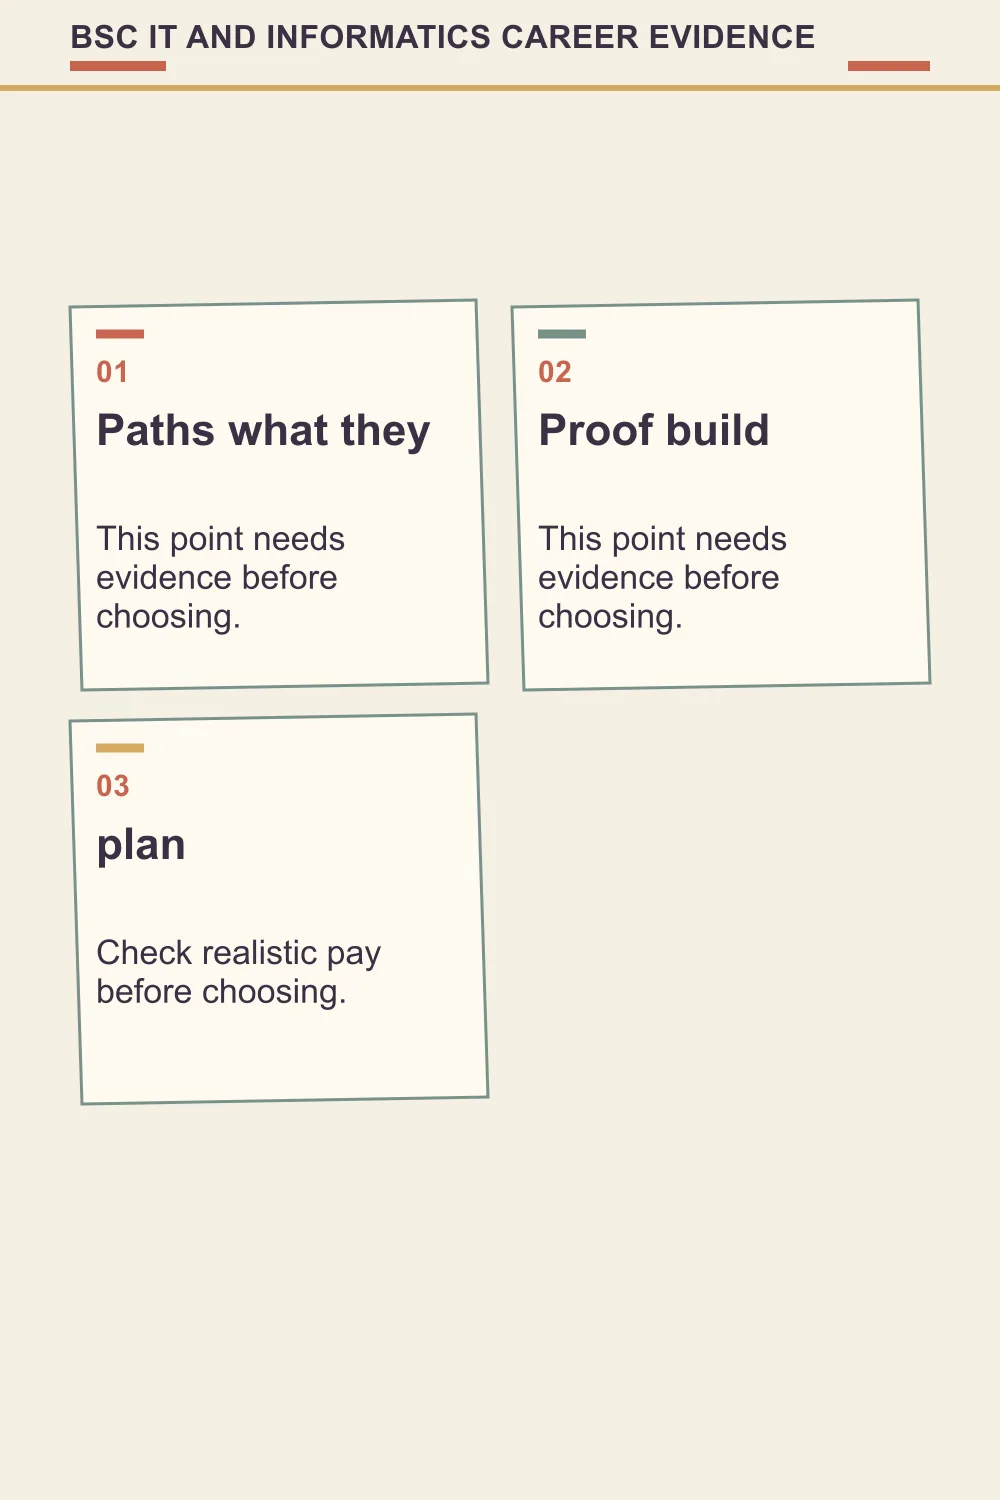 BSC IT AND INFORMATICS CAREER EVIDENCE
01
Paths what they
This point needs
evidence before
choosing.
02
Proof build
This point needs
evidence before
choosing.
03
plan
Check realistic pay
before choosing.